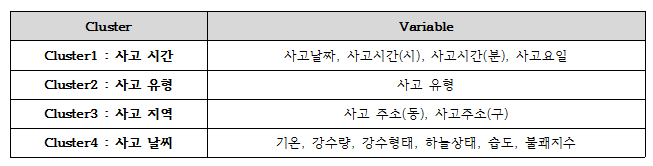 Cluster Variable
Cluster1 : 사고 시간 사고날짜, 사고시간(시), 사고시간(분), 사고요일
Cluster2 : 사고 유형 사고 유형
Cluster3 : 사고 지역 사고 주소(동), 사고주소(구)
Cluster4 : 사고 날씨 기온, 강수량, 강수형태, 하늘상태, 습도, 불쾌지수